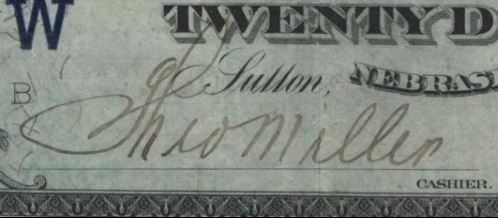 W TWENTY D
Sutton, NEBRAS
B
Theo Miller
CASHIER.